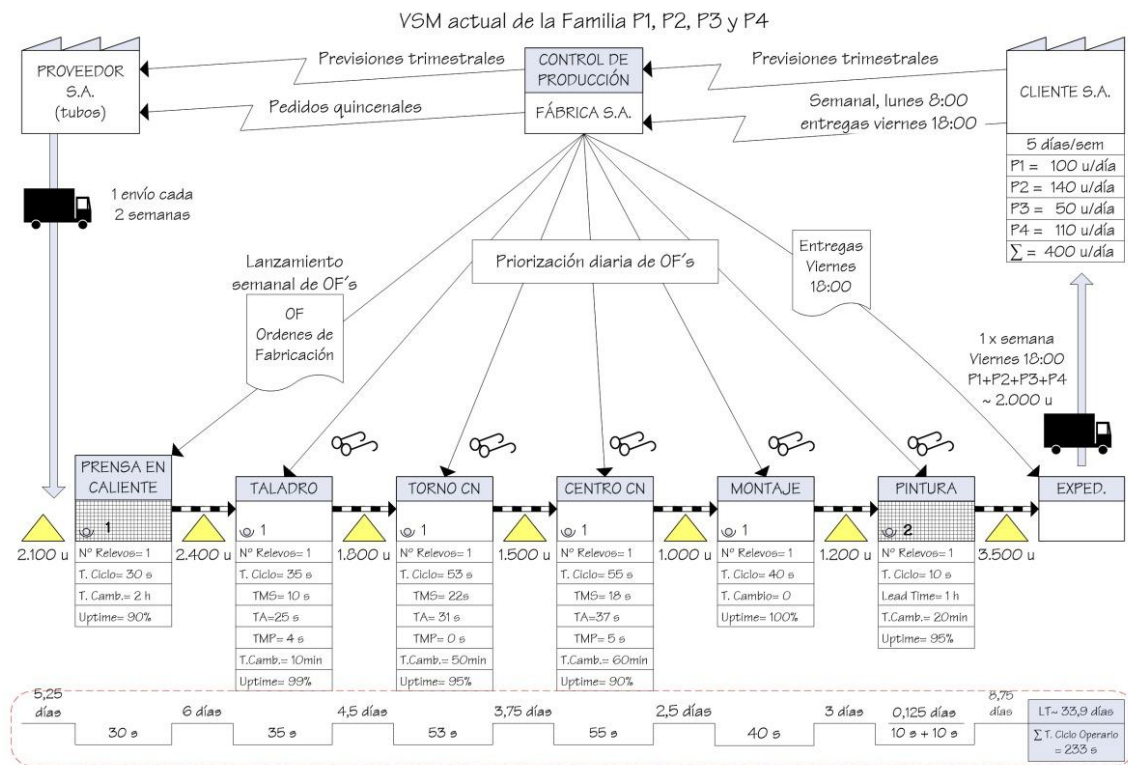 VSM actual de la Familia P1, P2, P3 y P4
PROVEEDOR
S.A.
(tubos)
Previsiones trimestrales
Pedidos quincenales
CONTROL DE
PRODUCCIÓN
FÁBRICA S.A.
Previsiones trimestrales
Semanal, lunes 8:00
entregas viernes 18:00
CLIENTE S.A.
5 días/sem
P1 = 100 u/día
P2 = 140 u/día
P3 = 50 u/día
P4 = 110 u/día
∑ = 400 u/día
1 envío cada
2 semanas
Lanzamiento
semanal de OF´s
OF
Ordenes de
Fabricación
Priorización diaria de OF´s
Entregas
Viernes
18:00
1 x semana
Viernes 18:00
P1+P2+P3+P4
~ 2.000 u
2.100 u
PRENSA EN
CALIENTE
1
Nº Relevos= 1
T. Ciclo= 30 s
T. Camb.= 2 h
Uptime= 90%
2.400 u
TALADRO
1
Nº Relevos= 1
T. Ciclo= 35 s
TMS= 10 s
TA=25 s
TMP= 4 s
T.Camb.= 10min
Uptime= 99%
1.800 u
TORNO CN
1
Nº Relevos= 1
T. Ciclo= 53 s
TMS= 22s
TA= 31 s
TMP= 0 s
T.Camb.= 50min
Uptime= 95%
1.500 u
CENTRO CN
1
Nº Relevos= 1
T. Ciclo= 55 s
TMS= 18 s
TA=37 s
TMP= 5 s
T.Camb.= 60min
Uptime= 90%
1.000 u
MONTAJE
1
Nº Relevos= 1
T. Ciclo= 40 s
T. Cambio= 0
Uptime= 100%
1.200 u
PINTURA
2
Nº Relevos= 1
T. Ciclo= 10 s
Lead Time= 1 h
T.Camb.= 20min
Uptime= 95%
3.500 u
EXPED.
5,25
días
30 s
6 días
35 s
4,5 días
53 s
3,75 días
55 s
2,5 días
40 s
3 días
0,125 días
10 s + 10 s
8,75
días
LT~ 33,9 días
∑ T. Ciclo Operario
= 233 s